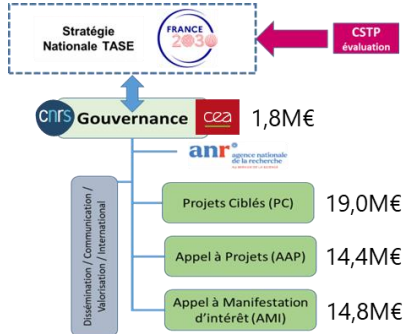 Stratégie
Nationale TASE
FRANCE
2030
CSTP
évaluation
cnrs
Gouvernance
cea
1,8M€
anr
agence nationale
de la recherche
Dissémination / Communication /
Valorisation / International
Projets Ciblés (PC)
19,0M€
Appel à Projets (AAP)
14,4M€
Appel à Manifestation
d'intérêt (AMI)
14,8M€